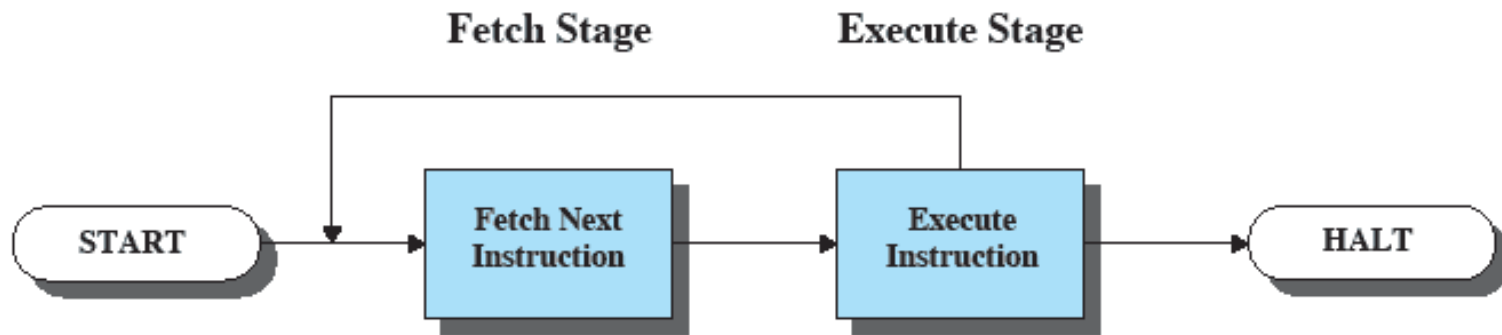 Fetch Stage
Execute Stage
START
Fetch Next
Instruction
Execute
Instruction
HALT